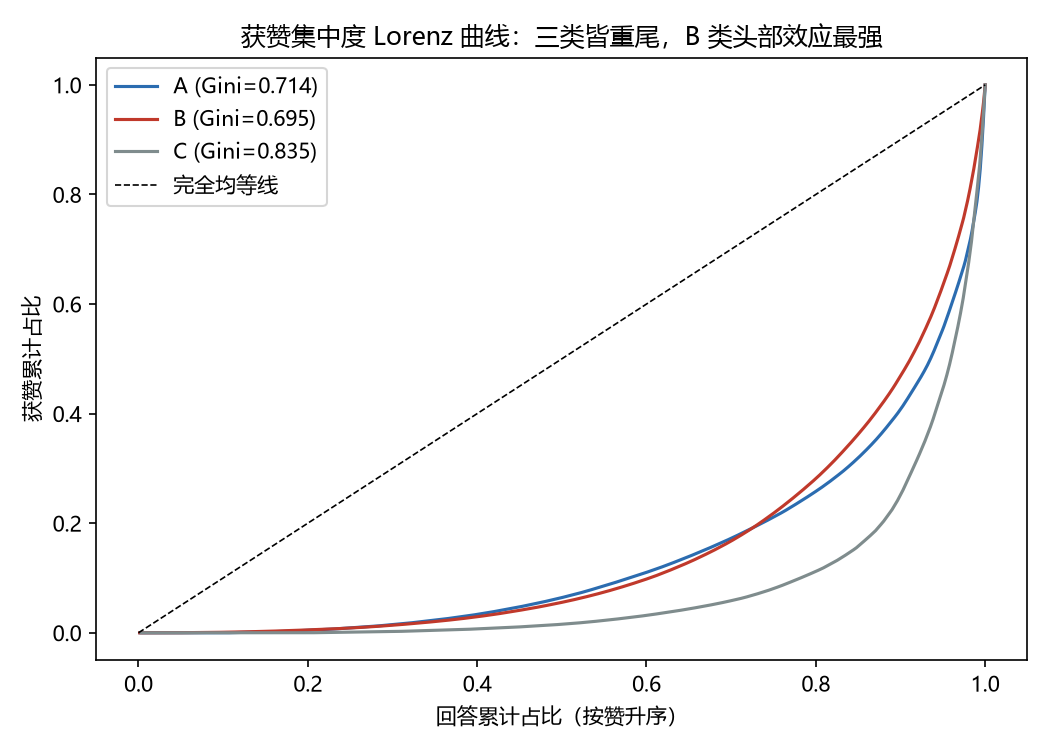 获赞集中度 Lorenz 曲线：三类皆重尾，B 类头部效应最强
A (Gini=0.714)
B (Gini=0.695)
C (Gini=0.835)
完全均等线
获赞累计占比
1.0
0.8
0.6
0.4
0.2
0.0
0.0 0.2 0.4 0.6 0.8 1.0
回答累计占比（按赞升序）